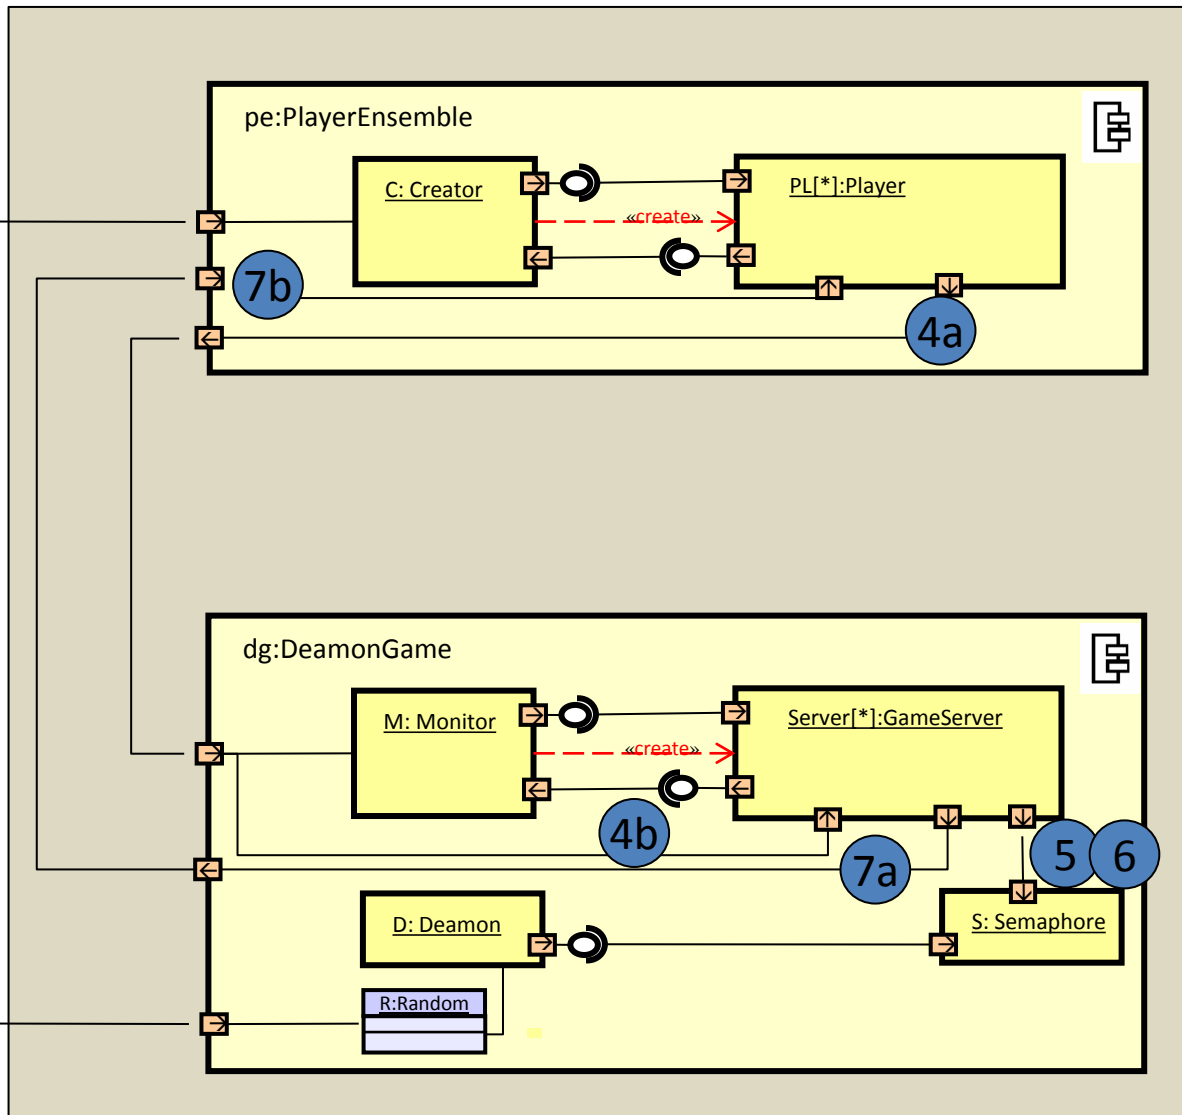 pe:PlayerEnsemble
C: Creator
PL[*]:Player
«create»
7b
4a
dg:DeamonGame
M: Monitor
Server[*]:GameServer
«create»
4b
7a
5
6
D: Deamon
S: Semaphore
R:Random